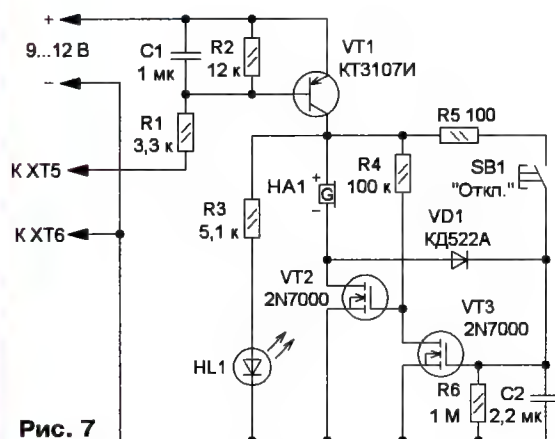 +
9...12 В
−
C1
1 мк
R2
12 к
VT1
КТ3107И
R1
3,3 к
К XT5
К XT6
R3
5,1 к
HA1
+
G
−
R4
100 к
R5 100
SB1
"Откл."
VD1
КД522А
VT2
2N7000
VT3
2N7000
HL1
R6
1 М
C2
2,2 мк
Рис. 7